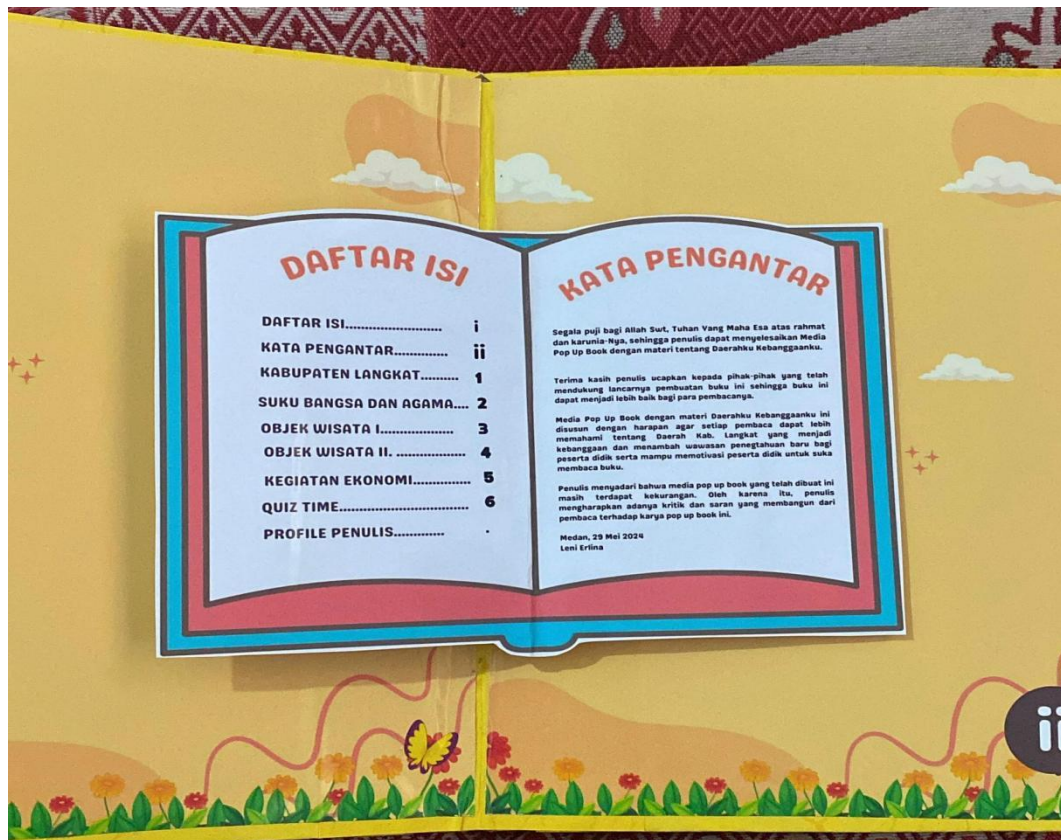 DAFTAR ISI
DAFTAR ISI........................ i
KATA PENGANTAR.............. ii
KABUPATEN LANGKAT.......... 1
SUKU BANGSA DAN AGAMA.... 2
OBJEK WISATA I................... 3
OBJEK WISATA II. .................. 4
KEGIATAN EKONOMI............... 5
QUIZ TIME................................. 6
PROFILE PENULIS............. .
KATA PENGANTAR
Segala puji bagi Allah Swt, Tuhan Yang Maha Esa atas rahmat
dan karunia-Nya, sehingga penulis dapat menyelesaikan Media
Pop Up Book dengan materi tentang Daerahku Kebanggaanku.
Terima kasih penulis ucapkan kepada pihak-pihak yang telah
mendukung lancarnya pembuatan buku ini sehingga buku ini
dapat menjadi lebih baik bagi para pembacanya.
Media Pop Up Book dengan materi Daerahku Kebanggaanku ini
disusun dengan harapan agar setiap pembaca dapat lebih
memahami tentang Daerah Kab. Langkat yang menjadi
kebanggaan dan menambah wawasan penegtahuan baru bagi
peserta didik serta mampu memotivasi peserta didik untuk suka
membaca buku.
Penulis menyadari bahwa media pop up book yang telah dibuat ini
masih terdapat kekurangan. Oleh karena itu, penulis
mengharapkan adanya kritik dan saran yang membangun dari
pembaca terhadap karya pop up book ini.
Medan, 29 Mei 2024
Leni Erlina
ii